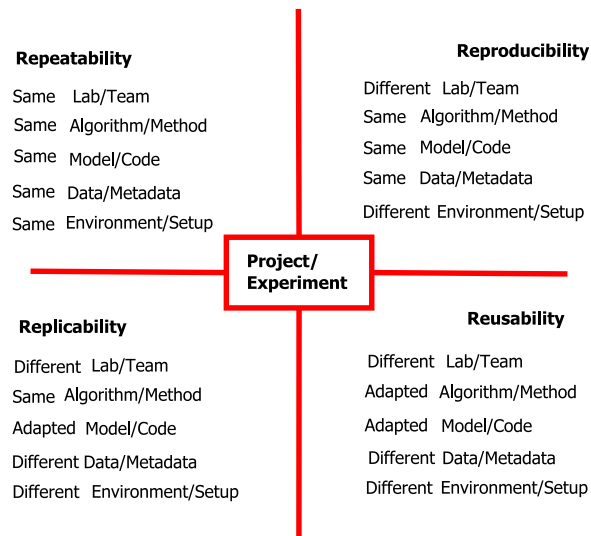 Repeatability
Same Lab/Team
Same Algorithm/Method
Same Model/Code
Same Data/Metadata
Same Environment/Setup
Reproducibility
Different Lab/Team
Same Algorithm/Method
Same Model/Code
Same Data/Metadata
Different Environment/Setup
Project/
Experiment
Replicability
Different Lab/Team
Same Algorithm/Method
Adapted Model/Code
Different Data/Metadata
Different Environment/Setup
Reusability
Different Lab/Team
Adapted Algorithm/Method
Adapted Model/Code
Different Data/Metadata
Different Environment/Setup